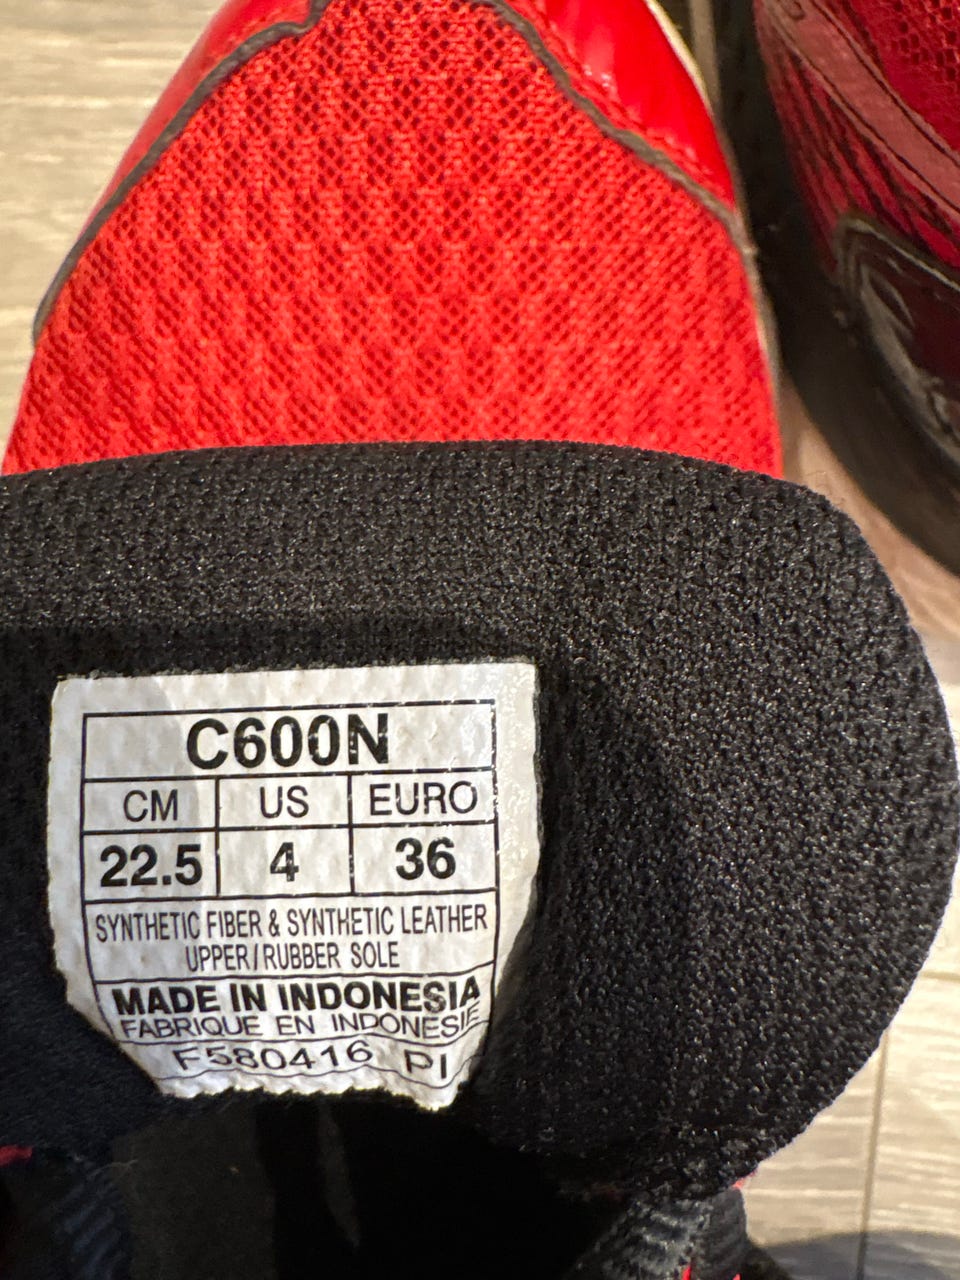 C600N
CM US EURO
22.5 4 36
SYNTHETIC FIBER & SYNTHETIC LEATHER
UPPER/RUBBER SOLE
MADE IN INDONESIA
FABRIQUE EN INDONESIE
F580416 PI